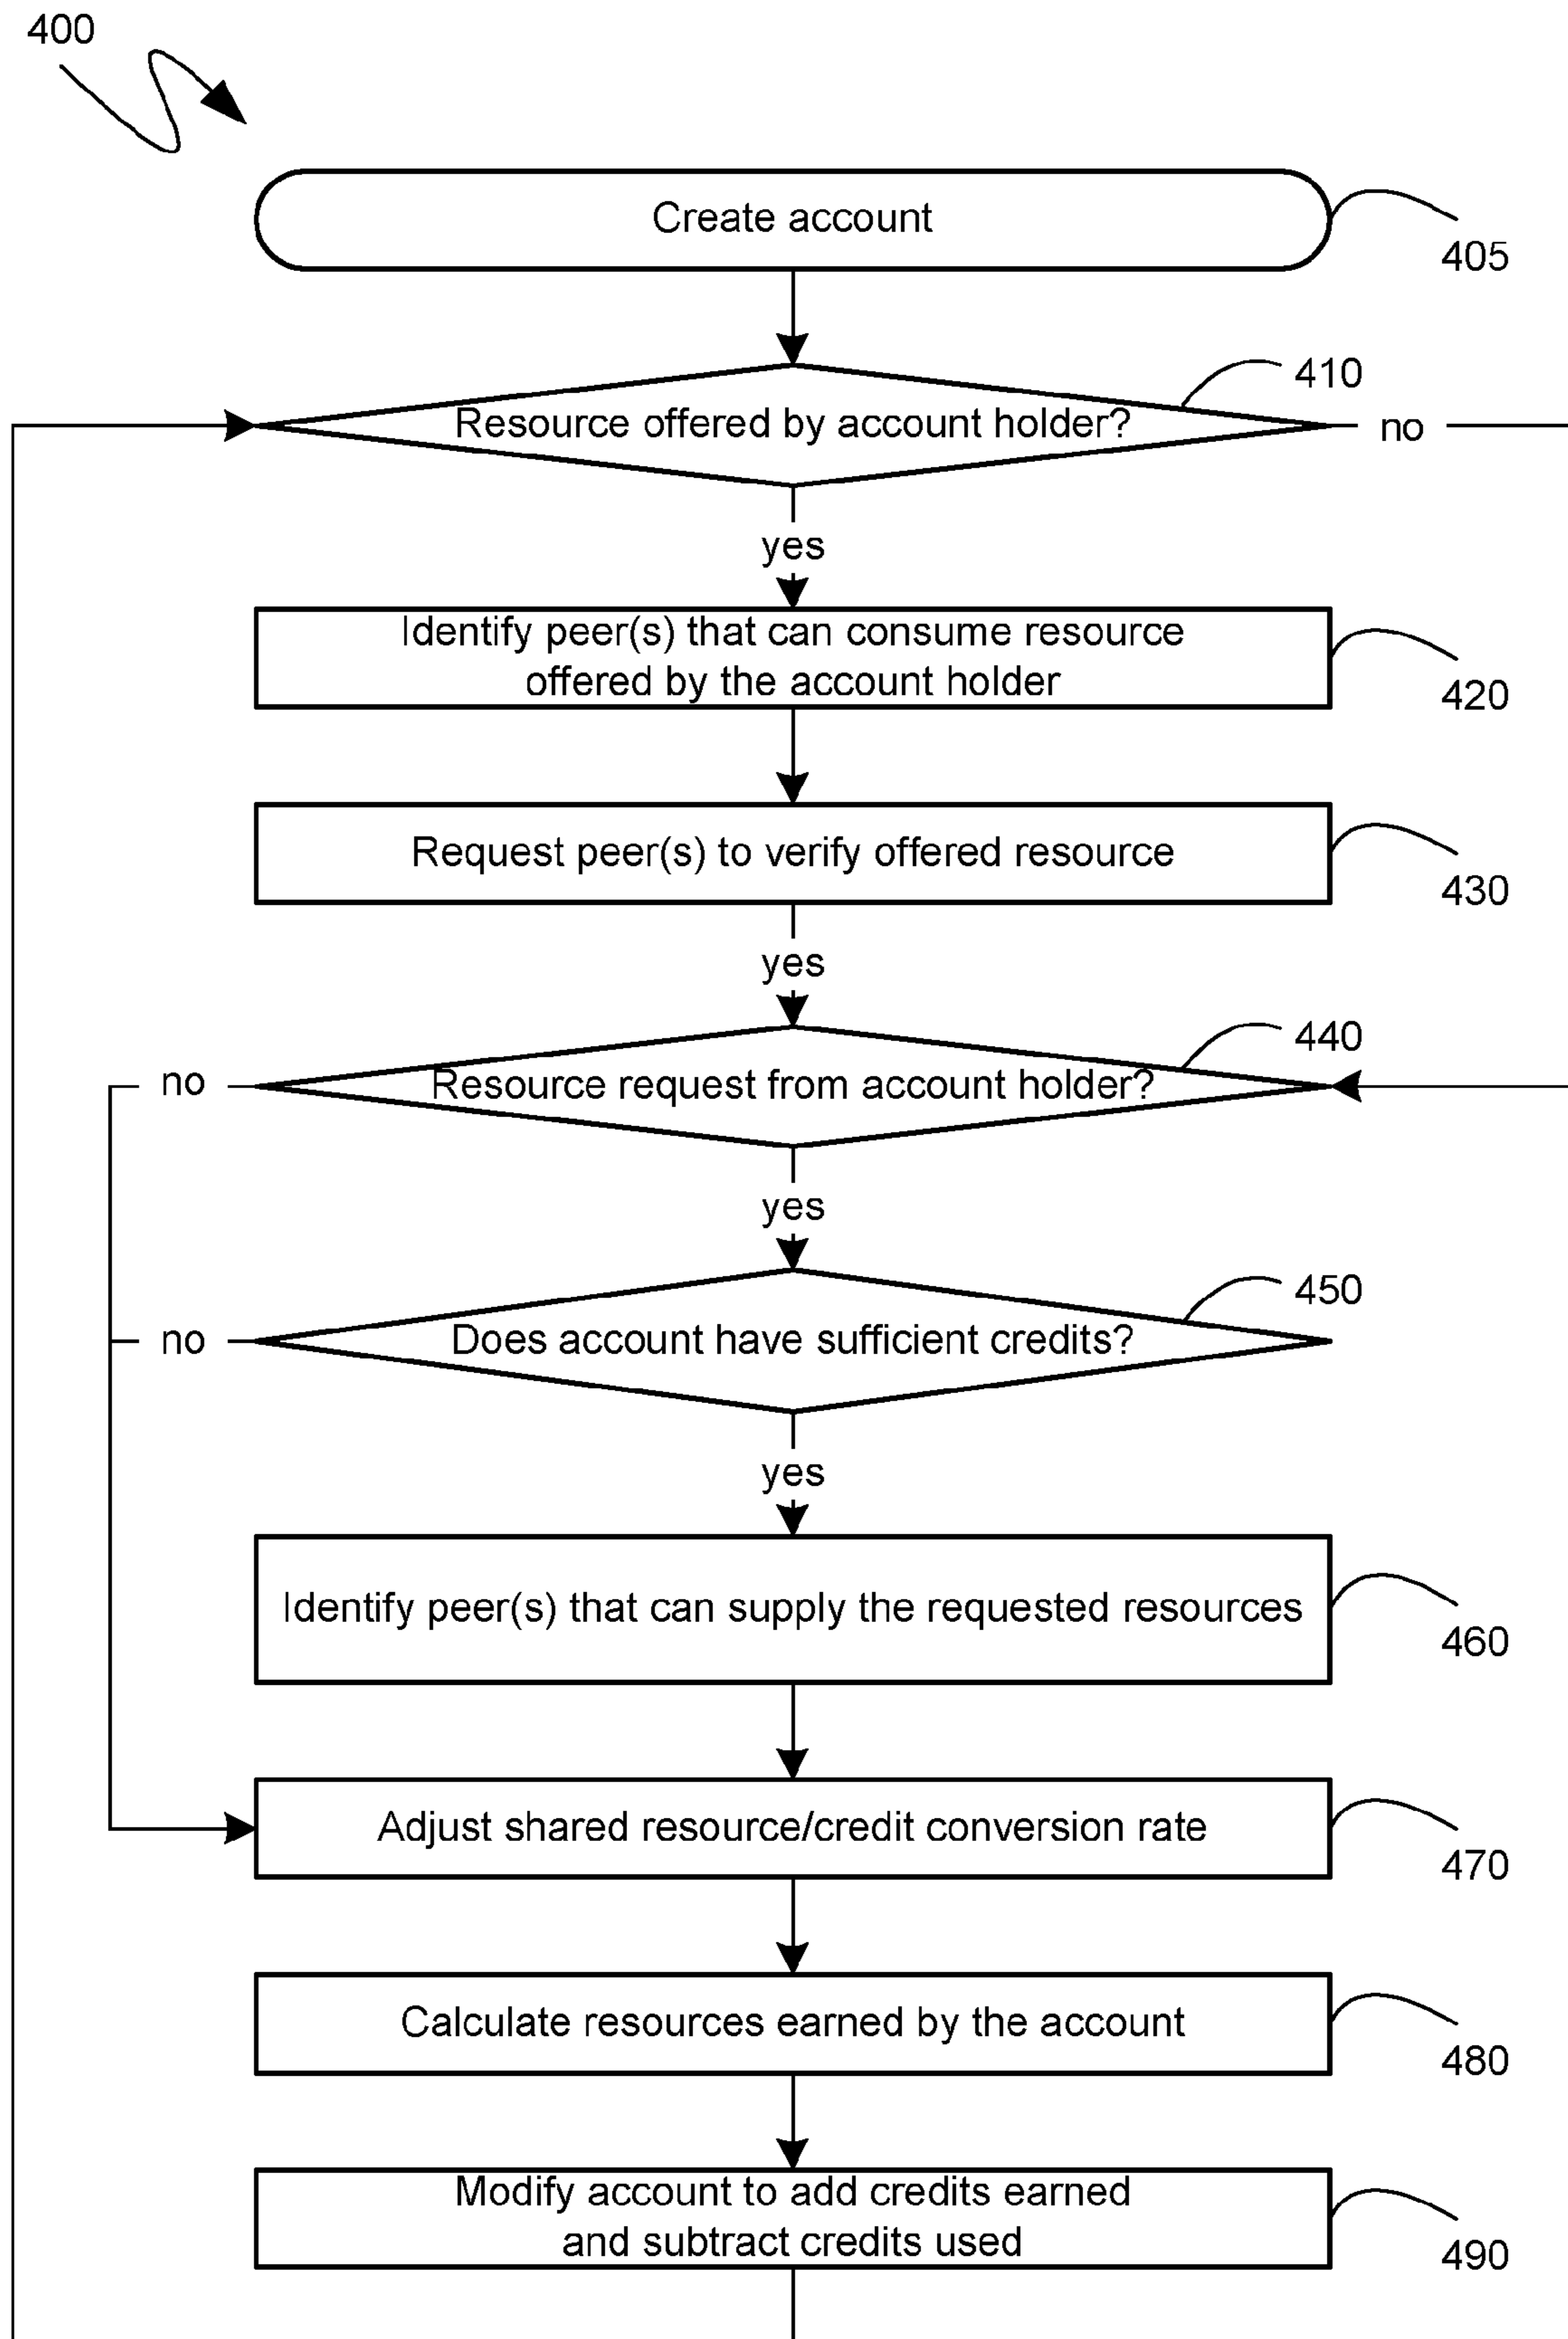 400
Create account
405
410
Resource offered by account holder?
no
yes
Identify peer(s) that can consume resource
offered by the account holder
420
Request peer(s) to verify offered resource
430
yes
440
no
Resource request from account holder?
yes
450
no
Does account have sufficient credits?
yes
Identify peer(s) that can supply the requested resources
460
Adjust shared resource/credit conversion rate
470
Calculate resources earned by the account
480
Modify account to add credits earned
and subtract credits used
490